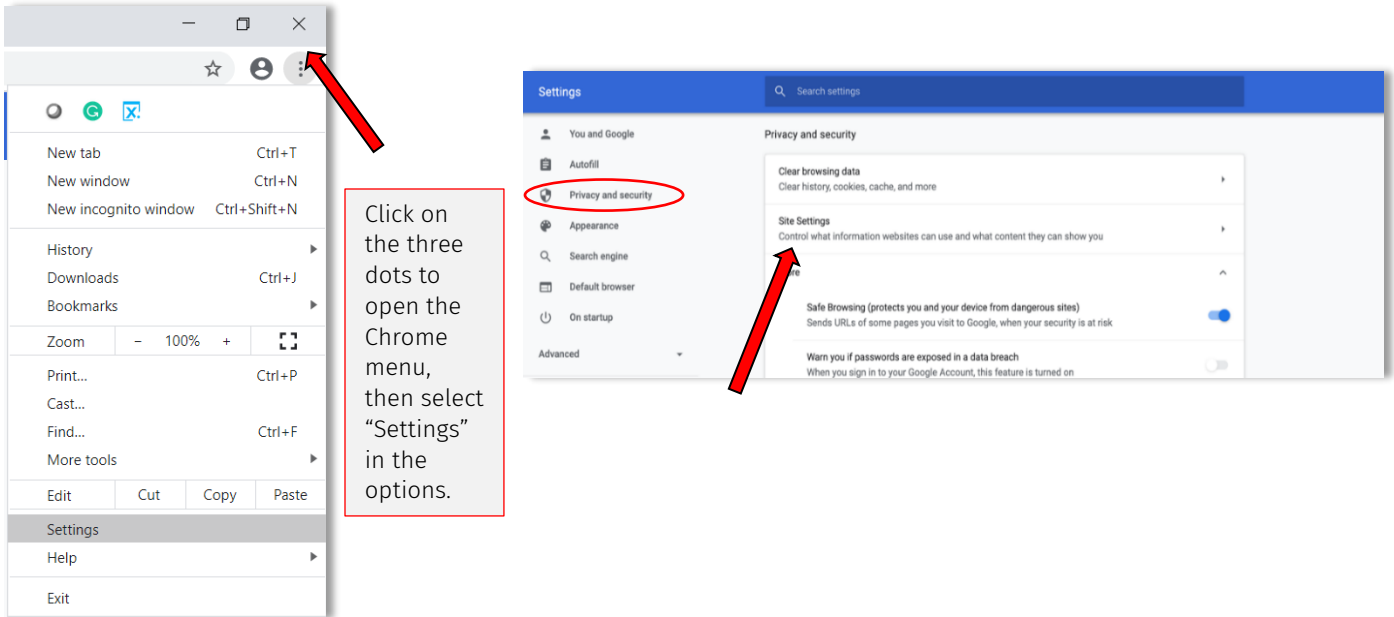 New tab Ctrl+T
New window Ctrl+N
New incognito window Ctrl+Shift+N
History
Downloads Ctrl+J
Bookmarks
Zoom – 100% +
Print... Ctrl+P
Cast...
Find... Ctrl+F
More tools
Edit Cut Copy Paste
Settings
Help
Exit
Click on
the three
dots to
open the
Chrome
menu,
then select
“Settings”
in the
options.
Settings
Search settings
You and Google
Autofill
Privacy and security
Appearance
Search engine
Default browser
On startup
Advanced
Privacy and security
Clear browsing data
Clear history, cookies, cache, and more
Site Settings
Control what information websites can use and what content they can show you
Safe Browsing (protects you and your device from dangerous sites)
Sends URLs of some pages you visit to Google, when your security is at risk
Warn you if passwords are exposed in a data breach
When you sign in to your Google Account, this feature is turned on